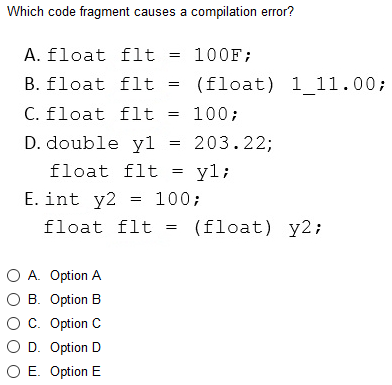 Which code fragment causes a compilation error?
A. float flt = 100F;
B. float flt = (float) 1_11.00;
C. float flt = 100;
D. double y1 = 203.22;
float flt = y1;
E. int y2 = 100;
float flt = (float) y2;
A. Option A
B. Option B
C. Option C
D. Option D
E. Option E